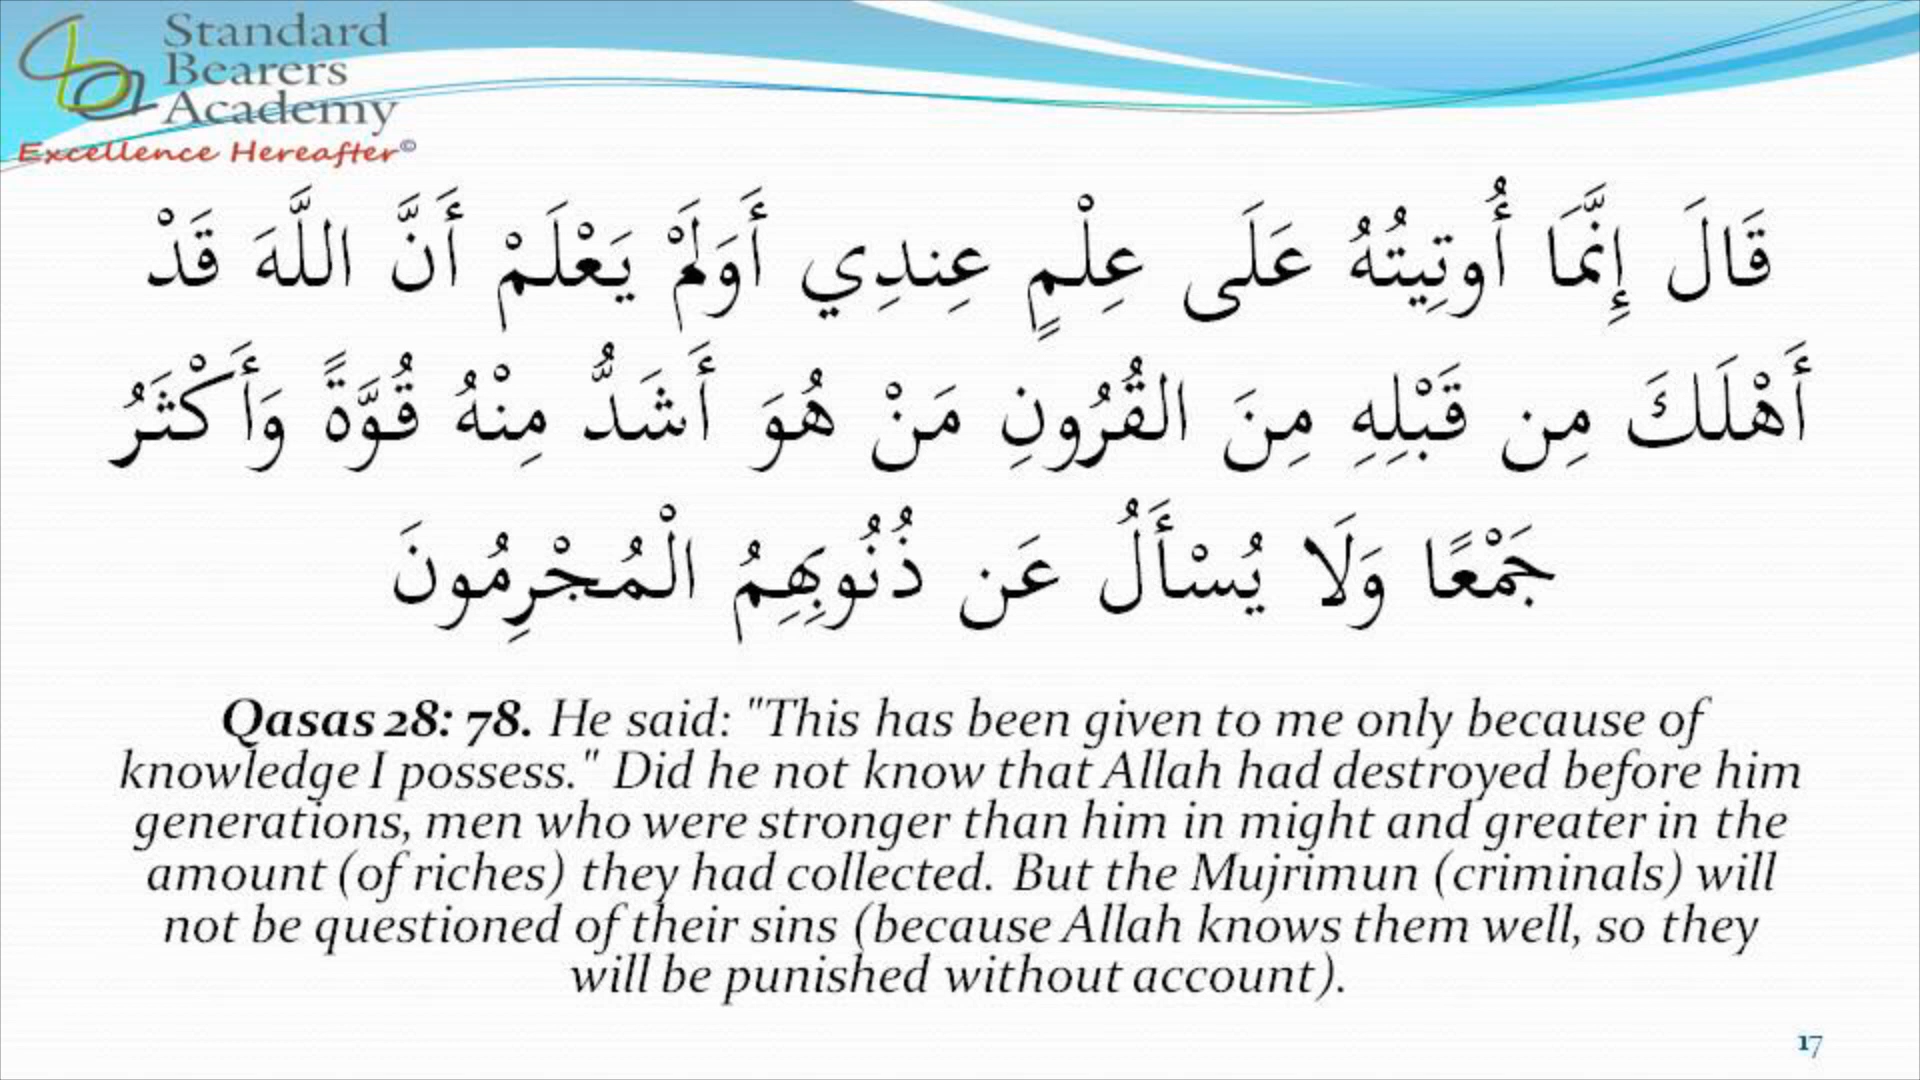 Standard
Bearers
Academy
Excellence Hereafter©
قَالَ إِنَّمَا أُوتِيتُهُ عَلَى عِلْمٍ عِندِي أَوَلَمْ يَعْلَمْ أَنَّ اللَّهَ قَدْ
أَهْلَكَ مِن قَبْلِهِ مِنَ القُرُونِ مَنْ هُوَ أَشَدُّ مِنْهُ قُوَّةً وَأَكْثَرُ
جَمْعًا وَلَا يُسْأَلُ عَن ذُنُوبِهِمُ الْمُجْرِمُونَ
Qasas 28: 78. He said: "This has been given to me only because of
knowledge I possess." Did he not know that Allah had destroyed before him
generations, men who were stronger than him in might and greater in the
amount (of riches) they had collected. But the Mujrimun (criminals) will
not be questioned of their sins (because Allah knows them well, so they
will be punished without account).
17